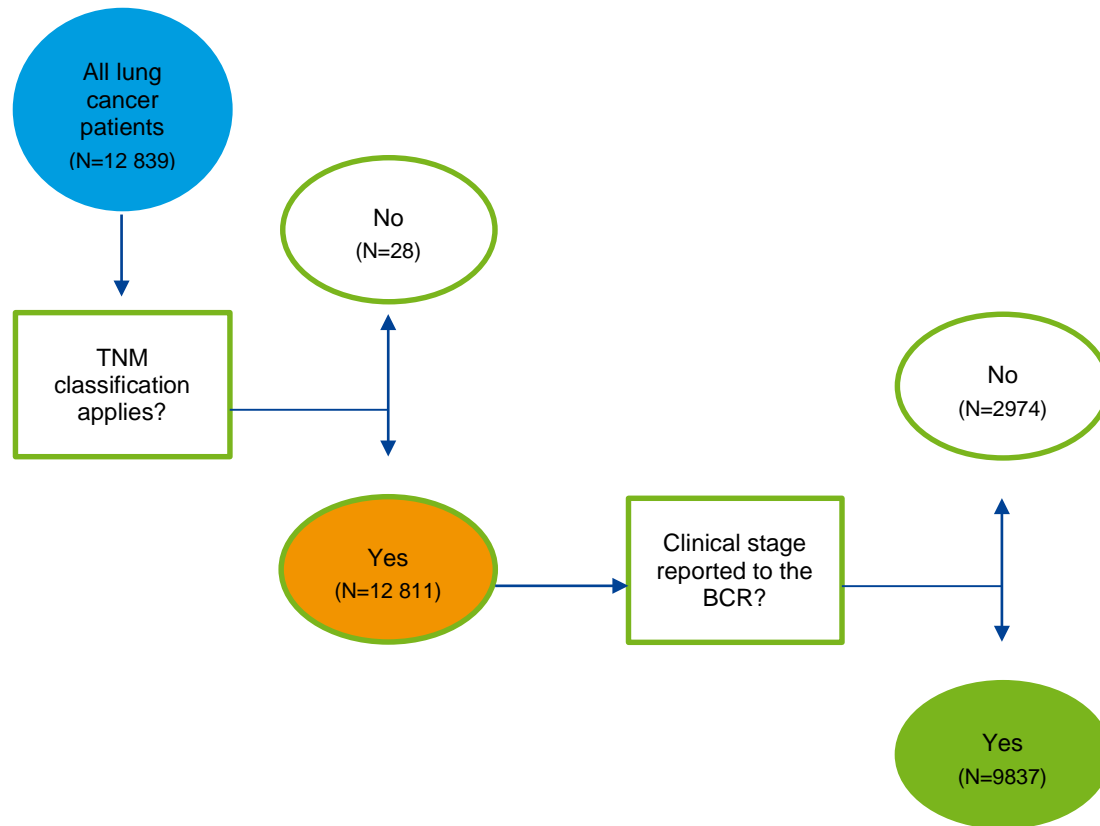 All lung
cancer
patients
(N=12 839)
No
(N=28)
TNM
classification
applies?
No
(N=2974)
Yes
(N=12 811)
Clinical stage
reported to the
BCR?
Yes
(N=9837)